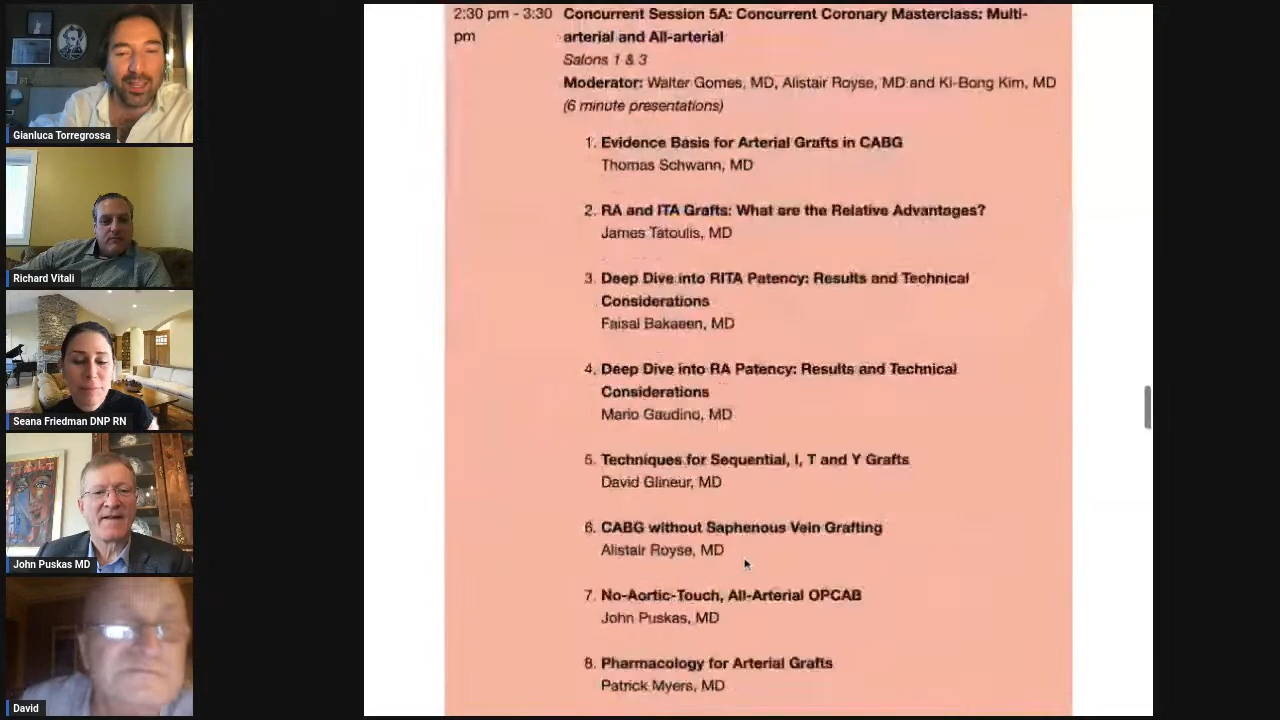 Gianluca Torregrossa
Richard Vitali
Seana Friedman DNP RN
John Puskas MD
David
2:30 pm - 3:30 pm
Concurrent Session 5A: Concurrent Coronary Masterclass: Multi-
arterial and All-arterial
Salons 1 & 3
Moderator: Walter Gomes, MD, Alistair Royse, MD and Ki-Bong Kim, MD
(6 minute presentations)
1. Evidence Basis for Arterial Grafts in CABG
Thomas Schwann, MD
2. RA and ITA Grafts: What are the Relative Advantages?
James Tatoulis, MD
3. Deep Dive into RITA Patency: Results and Technical
Considerations
Faisal Bakaeen, MD
4. Deep Dive into RA Patency: Results and Technical
Considerations
Mario Gaudino, MD
5. Techniques for Sequential, I, T and Y Grafts
David Glineur, MD
6. CABG without Saphenous Vein Grafting
Alistair Royse, MD
7. No-Aortic-Touch, All-Arterial OPCAB
John Puskas, MD
8. Pharmacology for Arterial Grafts
Patrick Myers, MD